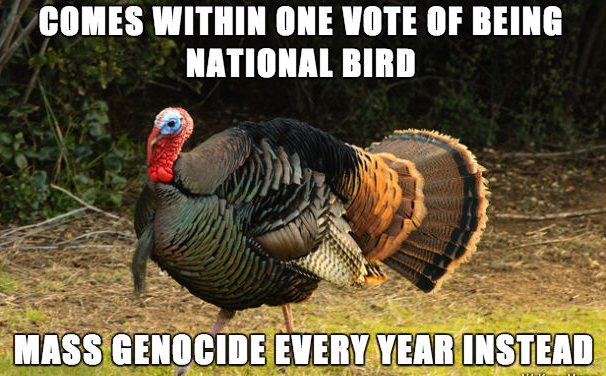 COMES WITHIN ONE VOTE OF BEING
NATIONAL BIRD
MASS GENOCIDE EVERY YEAR INSTEAD